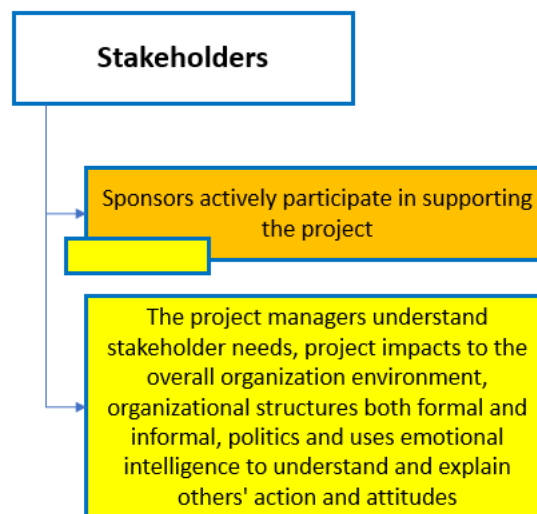 Stakeholders
Sponsors actively participate in supporting
the project
The project managers understand
stakeholder needs, project impacts to the
overall organization environment,
organizational structures both formal and
informal, politics and uses emotional
intelligence to understand and explain
others' action and attitudes